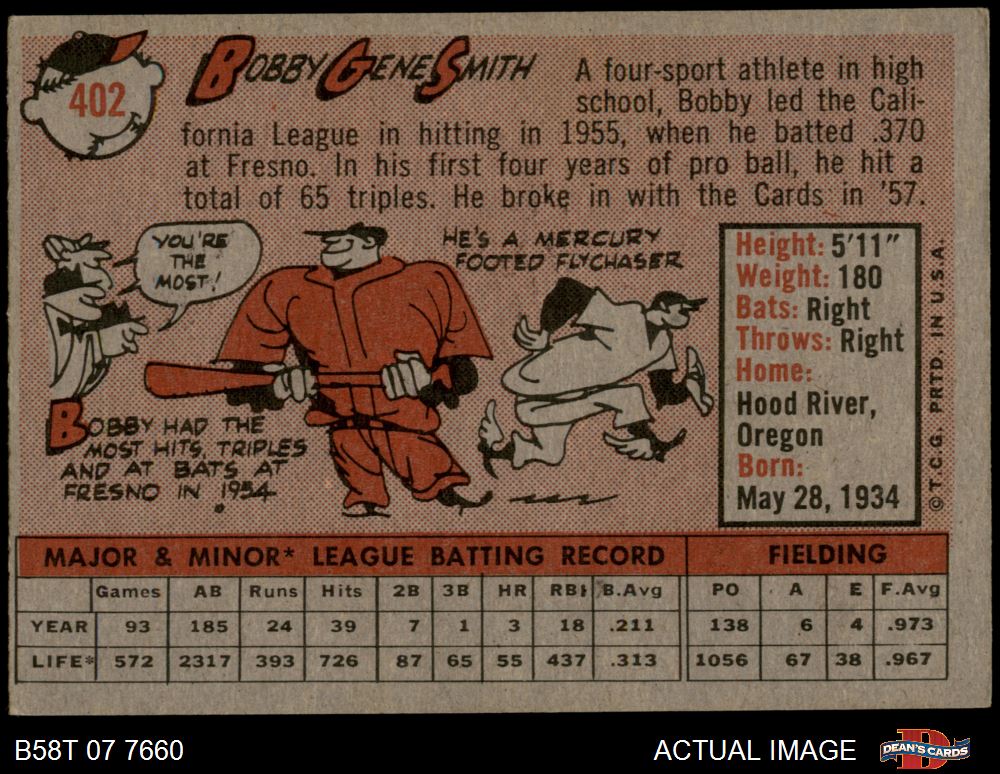 402
BOBBY GENE SMITH
A four-sport athlete in high
school, Bobby led the Cali-
fornia League in hitting in 1955, when he batted .370
at Fresno. In his first four years of pro ball, he hit a
total of 65 triples. He broke in with the Cards in '57.
YOU'RE
THE
MOST!
HE'S A MERCURY
FOOTED FLYCHASER
BOBBY HAD THE
MOST HITS, TRIPLES
AND AT BATS AT
FRESNO IN 1954.
Height: 5'11"
Weight: 180
Bats: Right
Throws: Right
Home:
Hood River,
Oregon
Born:
May 28, 1934
© T.C.G. PRTD. IN U.S.A.
MAJOR & MINOR* LEAGUE BATTING RECORD FIELDING
Games AB Runs Hits 2B 3B HR RBI B.Avg PO A E F.Avg
YEAR 93 185 24 39 7 1 3 18 .211 138 6 4 .973
LIFE* 572 2317 393 726 87 65 55 437 .313 1056 67 38 .967
B58T 07 7660
ACTUAL IMAGE
DEAN'S CARDS